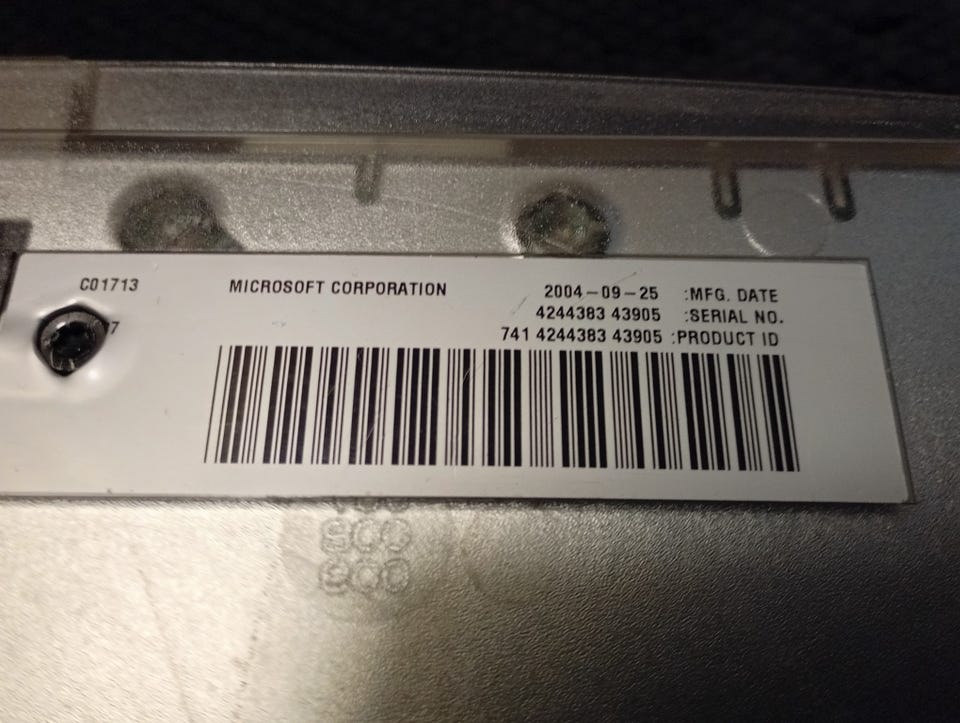 C01713
MICROSOFT CORPORATION
2004-09-25 :MFG. DATE
4244383 43905 :SERIAL NO.
741 4244383 43905 :PRODUCT ID